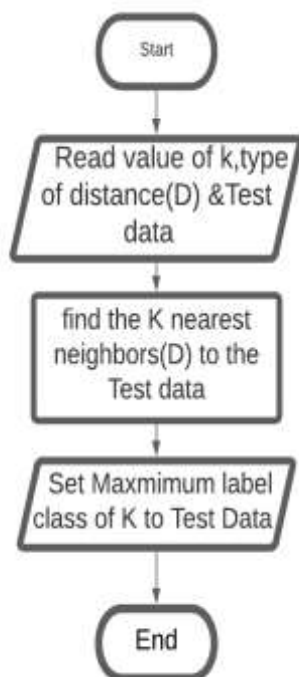 Start
Read value of k,type
of distance(D) &Test
data
find the K nearest
neighbors(D) to the
Test data
Set Maxmimum label
class of K to Test Data
End